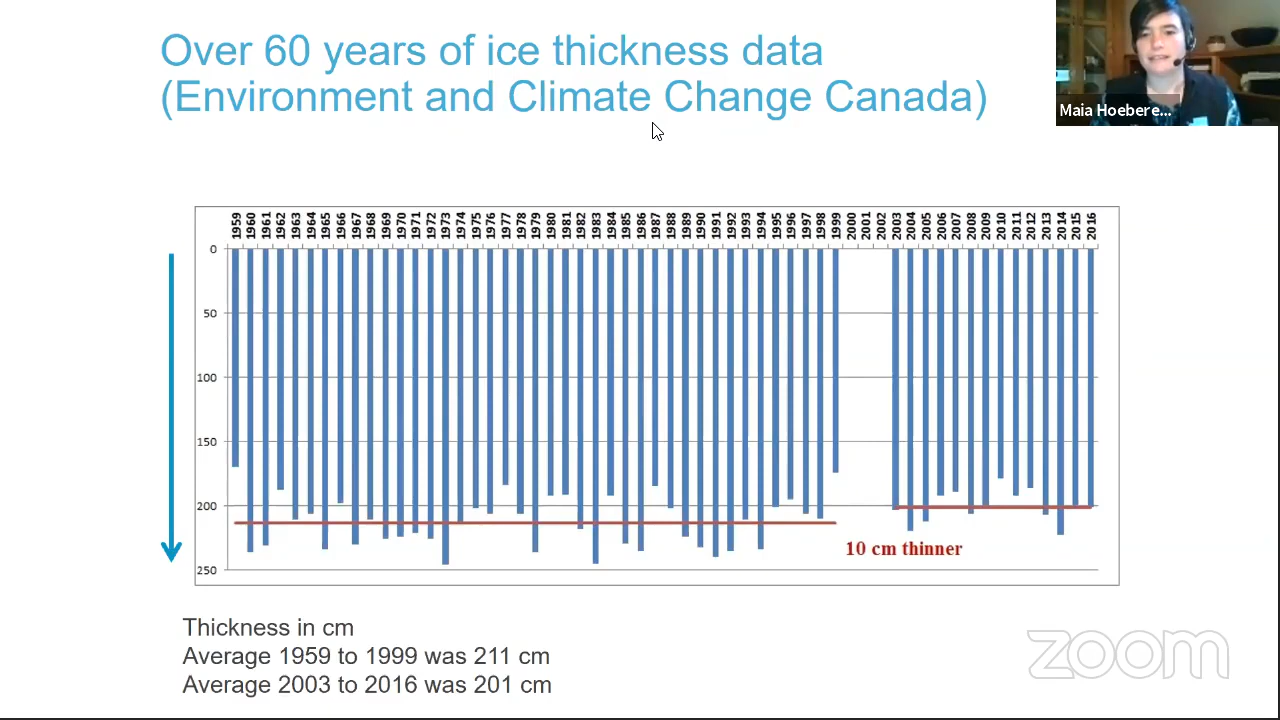 Over 60 years of ice thickness data
(Environment and Climate Change Canada)
Maia Hoebere...
1959 1960 1961 1962 1963 1964 1965 1966 1967 1968 1969 1970 1971 1972 1973 1974 1975 1976 1977 1978 1979 1980 1981 1982 1983 1984 1985 1986 1987 1988 1989 1990 1991 1992 1993 1994 1995 1996 1997 1998 1999 2000 2001 2002 2003 2004 2005 2006 2007 2008 2009 2010 2011 2012 2013 2014 2015 2016
0
50
100
150
200
10 cm thinner
250
Thickness in cm
Average 1959 to 1999 was 211 cm
Average 2003 to 2016 was 201 cm
zoom